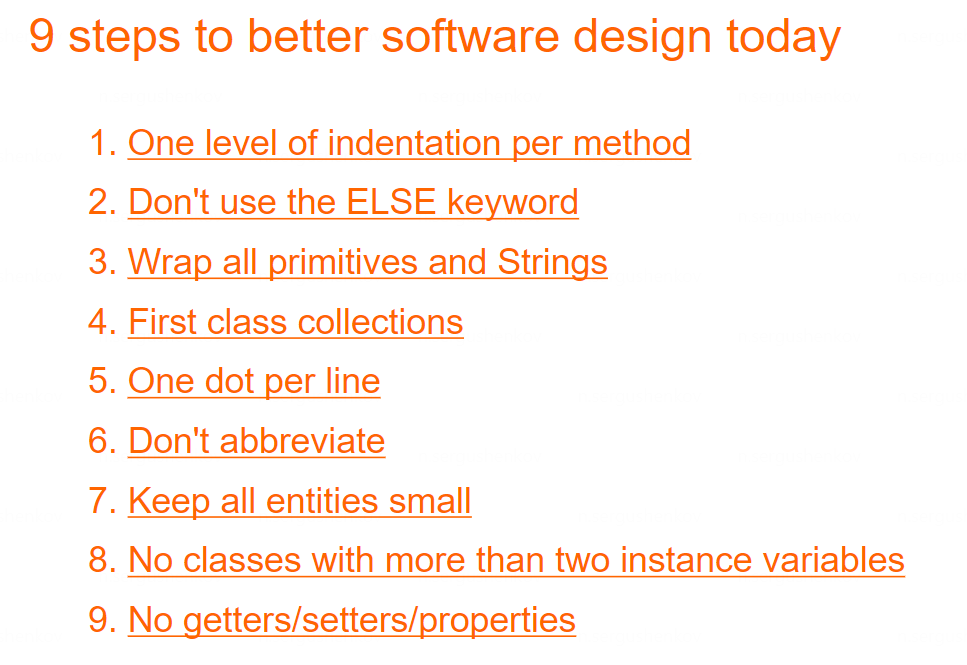 9 steps to better software design today
1. One level of indentation per method
2. Don't use the ELSE keyword
3. Wrap all primitives and Strings
4. First class collections
5. One dot per line
6. Don't abbreviate
7. Keep all entities small
8. No classes with more than two instance variables
9. No getters/setters/properties